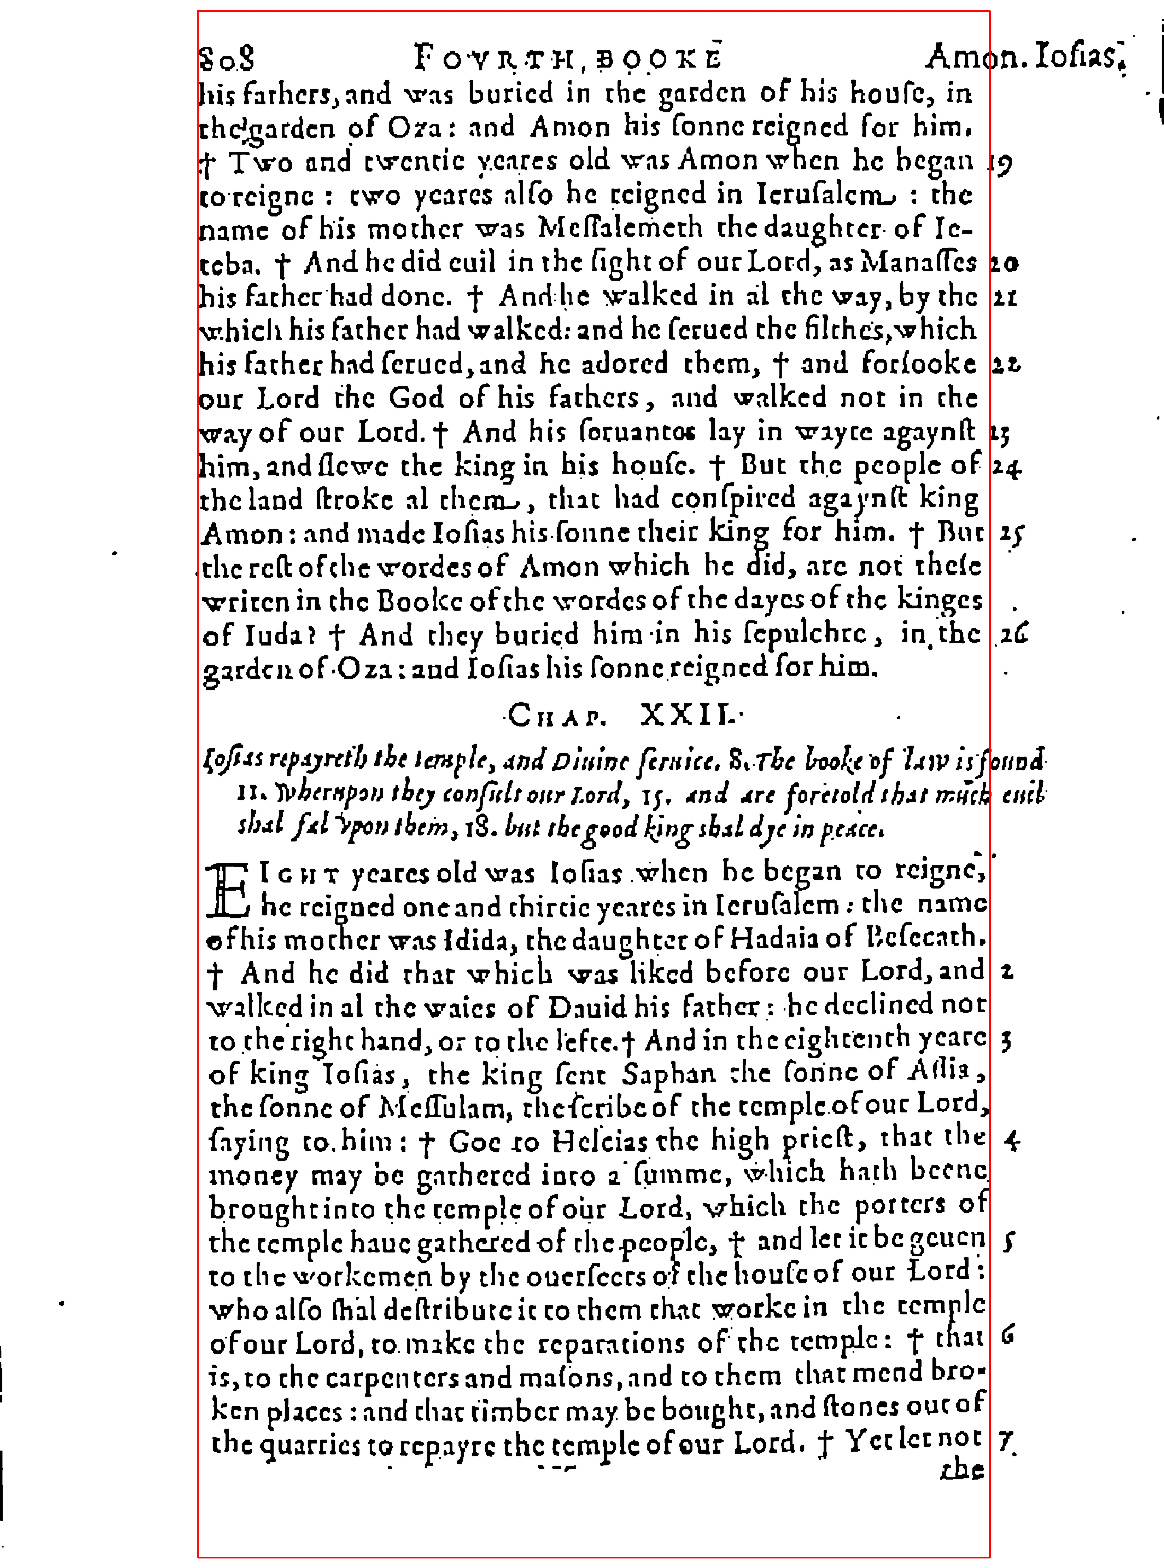 808 FOVRTH BOOKE Amon. Iosias.
his fathers, and was buried in the garden of his house, in
the garden of Oza: and Amon his sonne reigned for him.
† Two and twentie yeares old was Amon when he began 19
to reigne: two yeares also he reigned in Ierusalem: the
name of his mother was Messalemeth the daughter of Ie-
teba. † And he did euil in the sight of our Lord, as Manasses 20
his father had done. † And he walked in al the way, by the 21
which his father had walked: and he serued the filthes, which
his father had serued, and he adored them, † and forsooke 22
our Lord the God of his fathers, and walked not in the
way of our Lord. † And his seruantes lay in wayte agaynst 23
him, and slewe the king in his house. † But the people of 24
the land stroke al them, that had conspired agaynst king
Amon: and made Iosias his sonne their king for him. † But 25
the rest of the wordes of Amon which he did, are not these
writen in the Booke of the wordes of the dayes of the kinges
of Iuda? † And they buried him in his sepulchre, in the 26
garden of Oza: and Iosias his sonne reigned for him.
CHAP. XXII.
Iosias repayreth the temple, and Diuine seruice. 8. The booke of law is found
11. Wherupon they consult our Lord, 15. and are foretold that much euil
shal fal vpon them, 18. but the good king shal dye in peace.
EIGHT yeares old was Iosias when he began to reigne,
he reigned one and thirtie yeares in Ierusalem: the name
of his mother was Idida, the daughter of Hadaia of Besecath.
† And he did that which was liked before our Lord, and 2
walked in al the waies of Dauid his father: he declined not
to the right hand, or to the lefte. † And in the eightenth yeare 3
of king Iosias, the king sent Saphan the sonne of Assia,
the sonne of Messulam, the scribe of the temple of our Lord,
saying to him: † Goe to Helcias the high priest, that the 4
money may be gathered into a summe, which hath beene
brought into the temple of our Lord, which the porters of
the temple haue gathered of the people, † and let it be geuen 5
to the workemen by the ouerseers of the house of our Lord:
who also shal destribute it to them that worke in the temple
of our Lord, to make the reparations of the temple: † that 6
is, to the carpenters and masons, and to them that mend bro-
ken places: and that timber may be bought, and stones out of
the quarries to repayre the temple of our Lord. † Yet let not 7
the